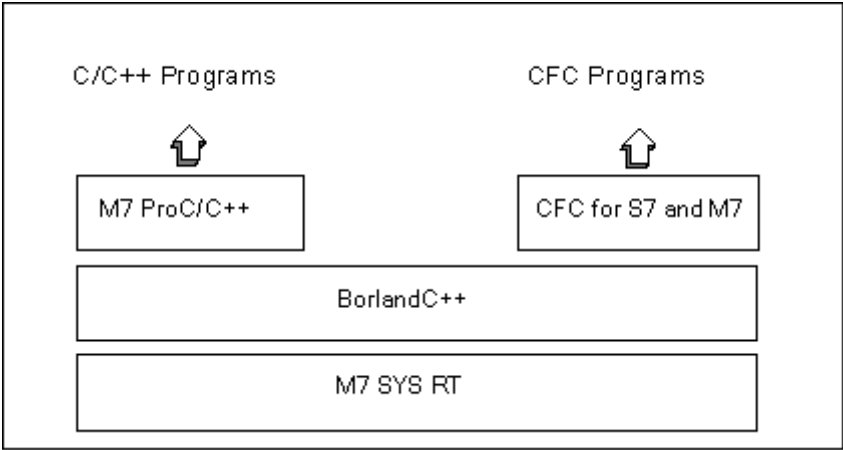 C/C++ Programs
CFC Programs
M7 ProC/C++
CFC for S7 and M7
BorlandC++
M7 SYS RT